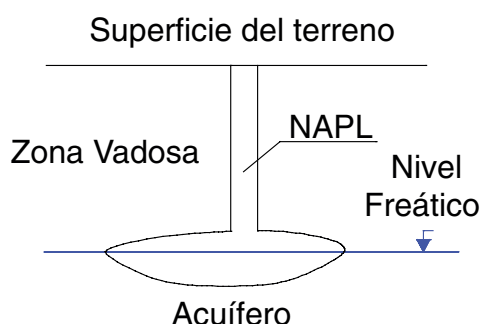 Superficie del terreno
NAPL
Zona Vadosa
Nivel
Freático
Acuífero